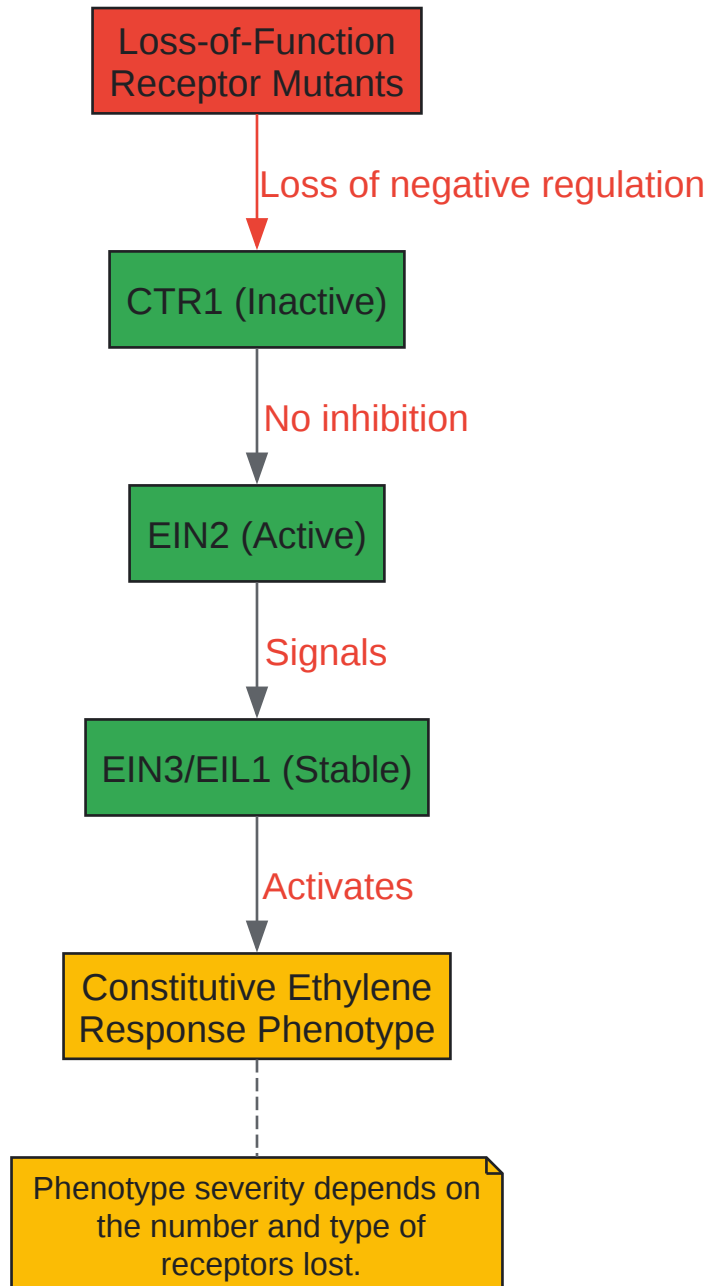 Loss-of-Function
Receptor Mutants
Loss of negative regulation
CTR1 (Inactive)
No inhibition
EIN2 (Active)
Signals
EIN3/EIL1 (Stable)
Activates
Constitutive Ethylene
Response Phenotype
Phenotype severity depends on
the number and type of
receptors lost.